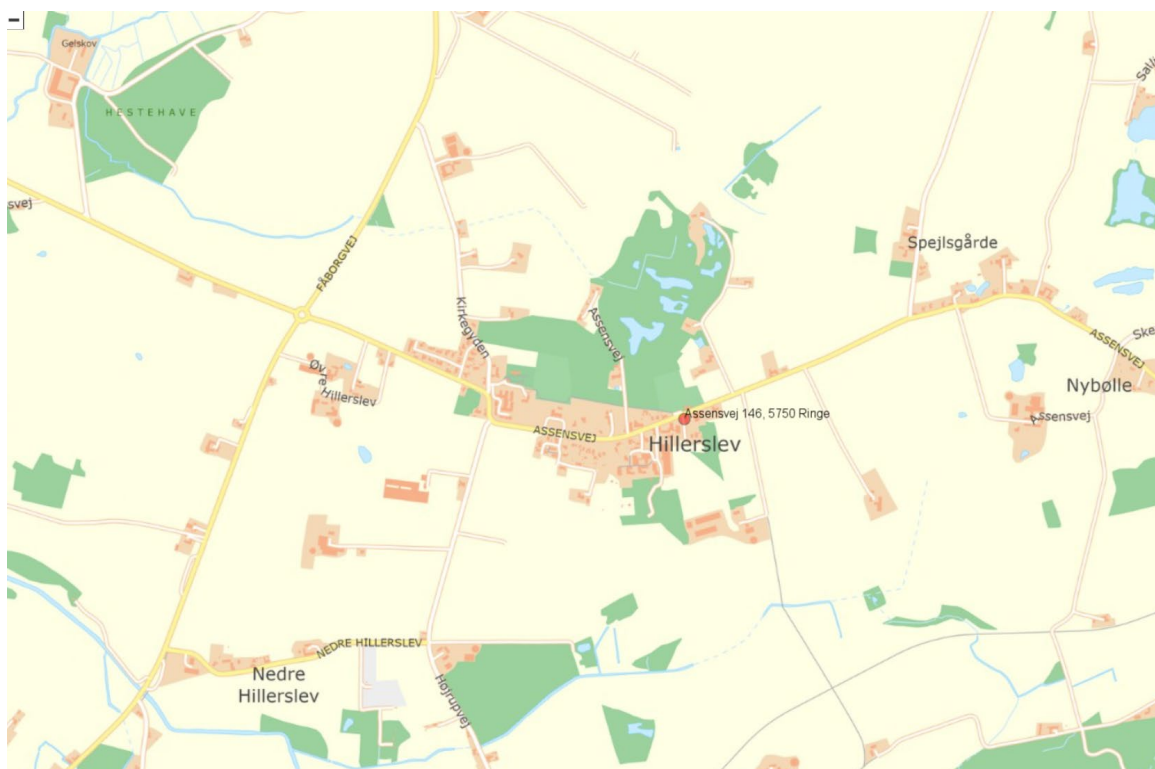 Gelskov
HESTEHAVE
svej
FÅBORGVEJ
Kirkegyden
Assensvej
Spejlsgårde
ASSENSVEJ
Nybølle
Assensvej
Øvre
Hillerslev
ASSENSVEJ
Assensvej 146, 5750 Ringe
Hillerslev
NEDRE HILLERSLEV
Nedre
Hillerslev
Højrupvej